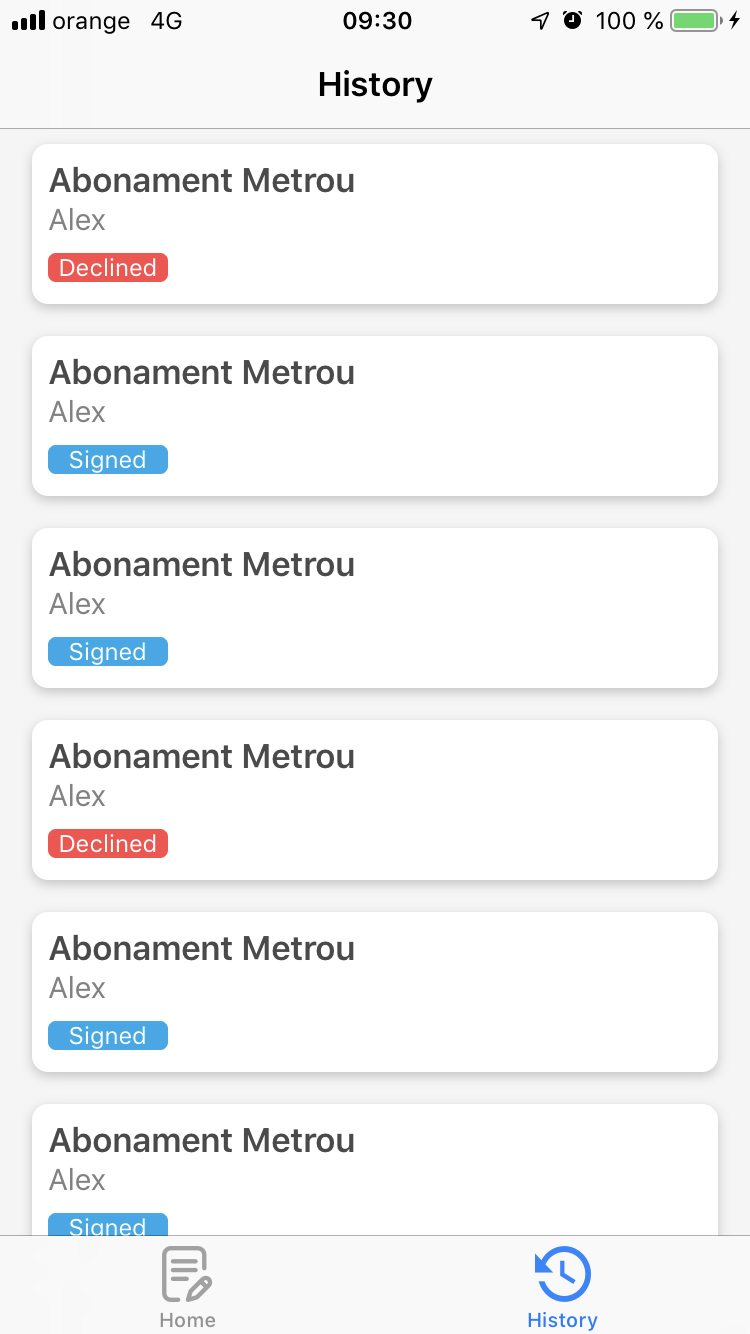 orange 4G 09:30 100 %
History
Abonament Metrou
Alex
Declined
Abonament Metrou
Alex
Signed
Abonament Metrou
Alex
Signed
Abonament Metrou
Alex
Declined
Abonament Metrou
Alex
Signed
Abonament Metrou
Alex
Signed
Home History